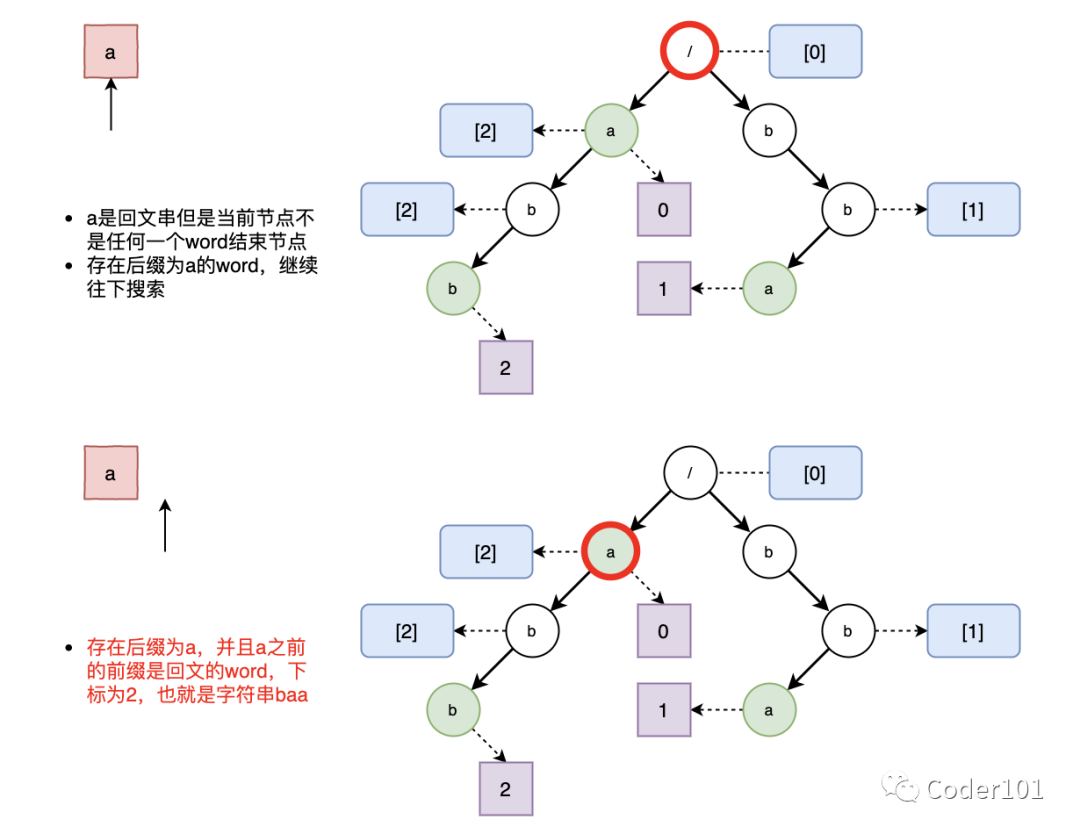 a
/
[0]
[2]
a
b
[2]
b
0
b
[1]
• a是回文串但是当前节点不
是任何一个word结束节点
• 存在后缀为a的word，继续
往下搜索
b
1
a
2
a
/
[0]
[2]
a
b
[2]
b
0
b
[1]
• 存在后缀为a，并且a之前
的前缀是回文的word，下
标为2，也就是字符串baa
b
1
a
2
Coder101